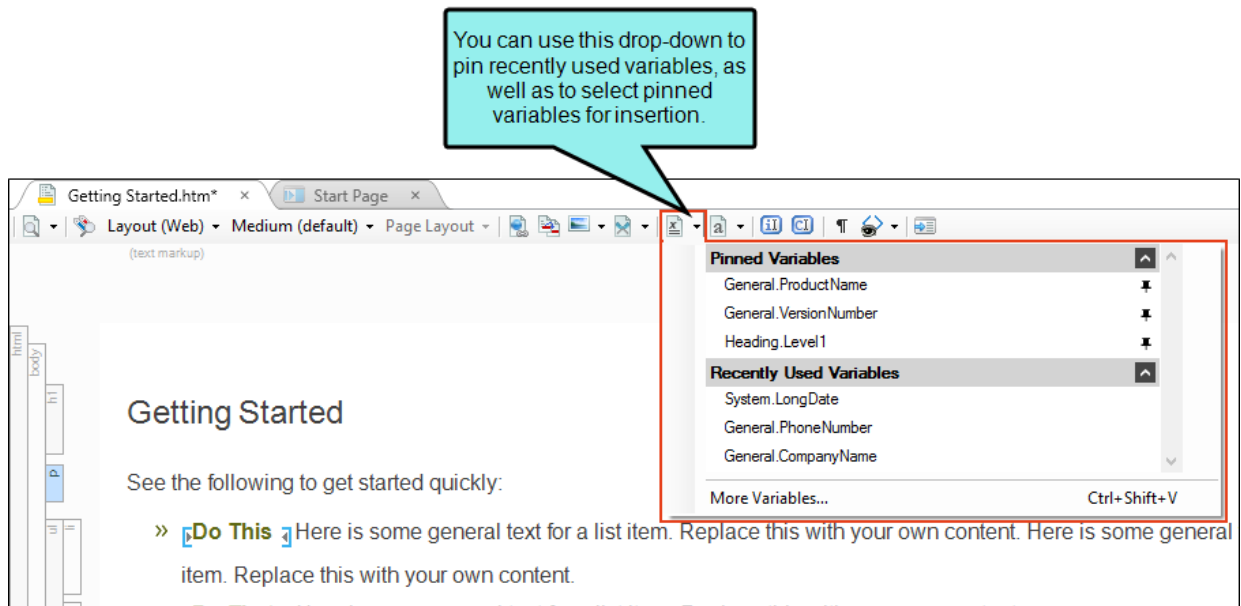 You can use this drop-down to
pin recently used variables, as
well as to select pinned
variables for insertion.
Getting Started.htm* × Start Page ×
Layout (Web) Medium (default) Page Layout x a iI CI ¶
(text markup)
Pinned Variables
General.ProductName
General.VersionNumber
Heading.Level1
Recently Used Variables
System.LongDate
General.PhoneNumber
General.CompanyName
More Variables... Ctrl+Shift+V
html
body
h1
p
Getting Started
See the following to get started quickly:
» Do This Here is some general text for a list item. Replace this with your own content. Here is some general
item. Replace this with your own content.